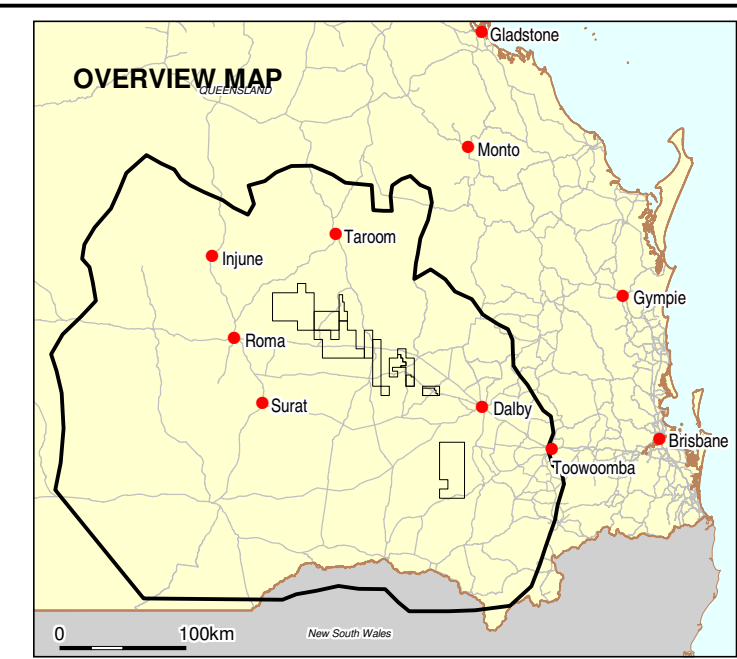 Gladstone
OVERVIEW MAP
QUEENSLAND
Monto
Taroom
Injune
Gympie
Roma
Surat
Dalby
Brisbane
Toowoomba
0 100km
New South Wales